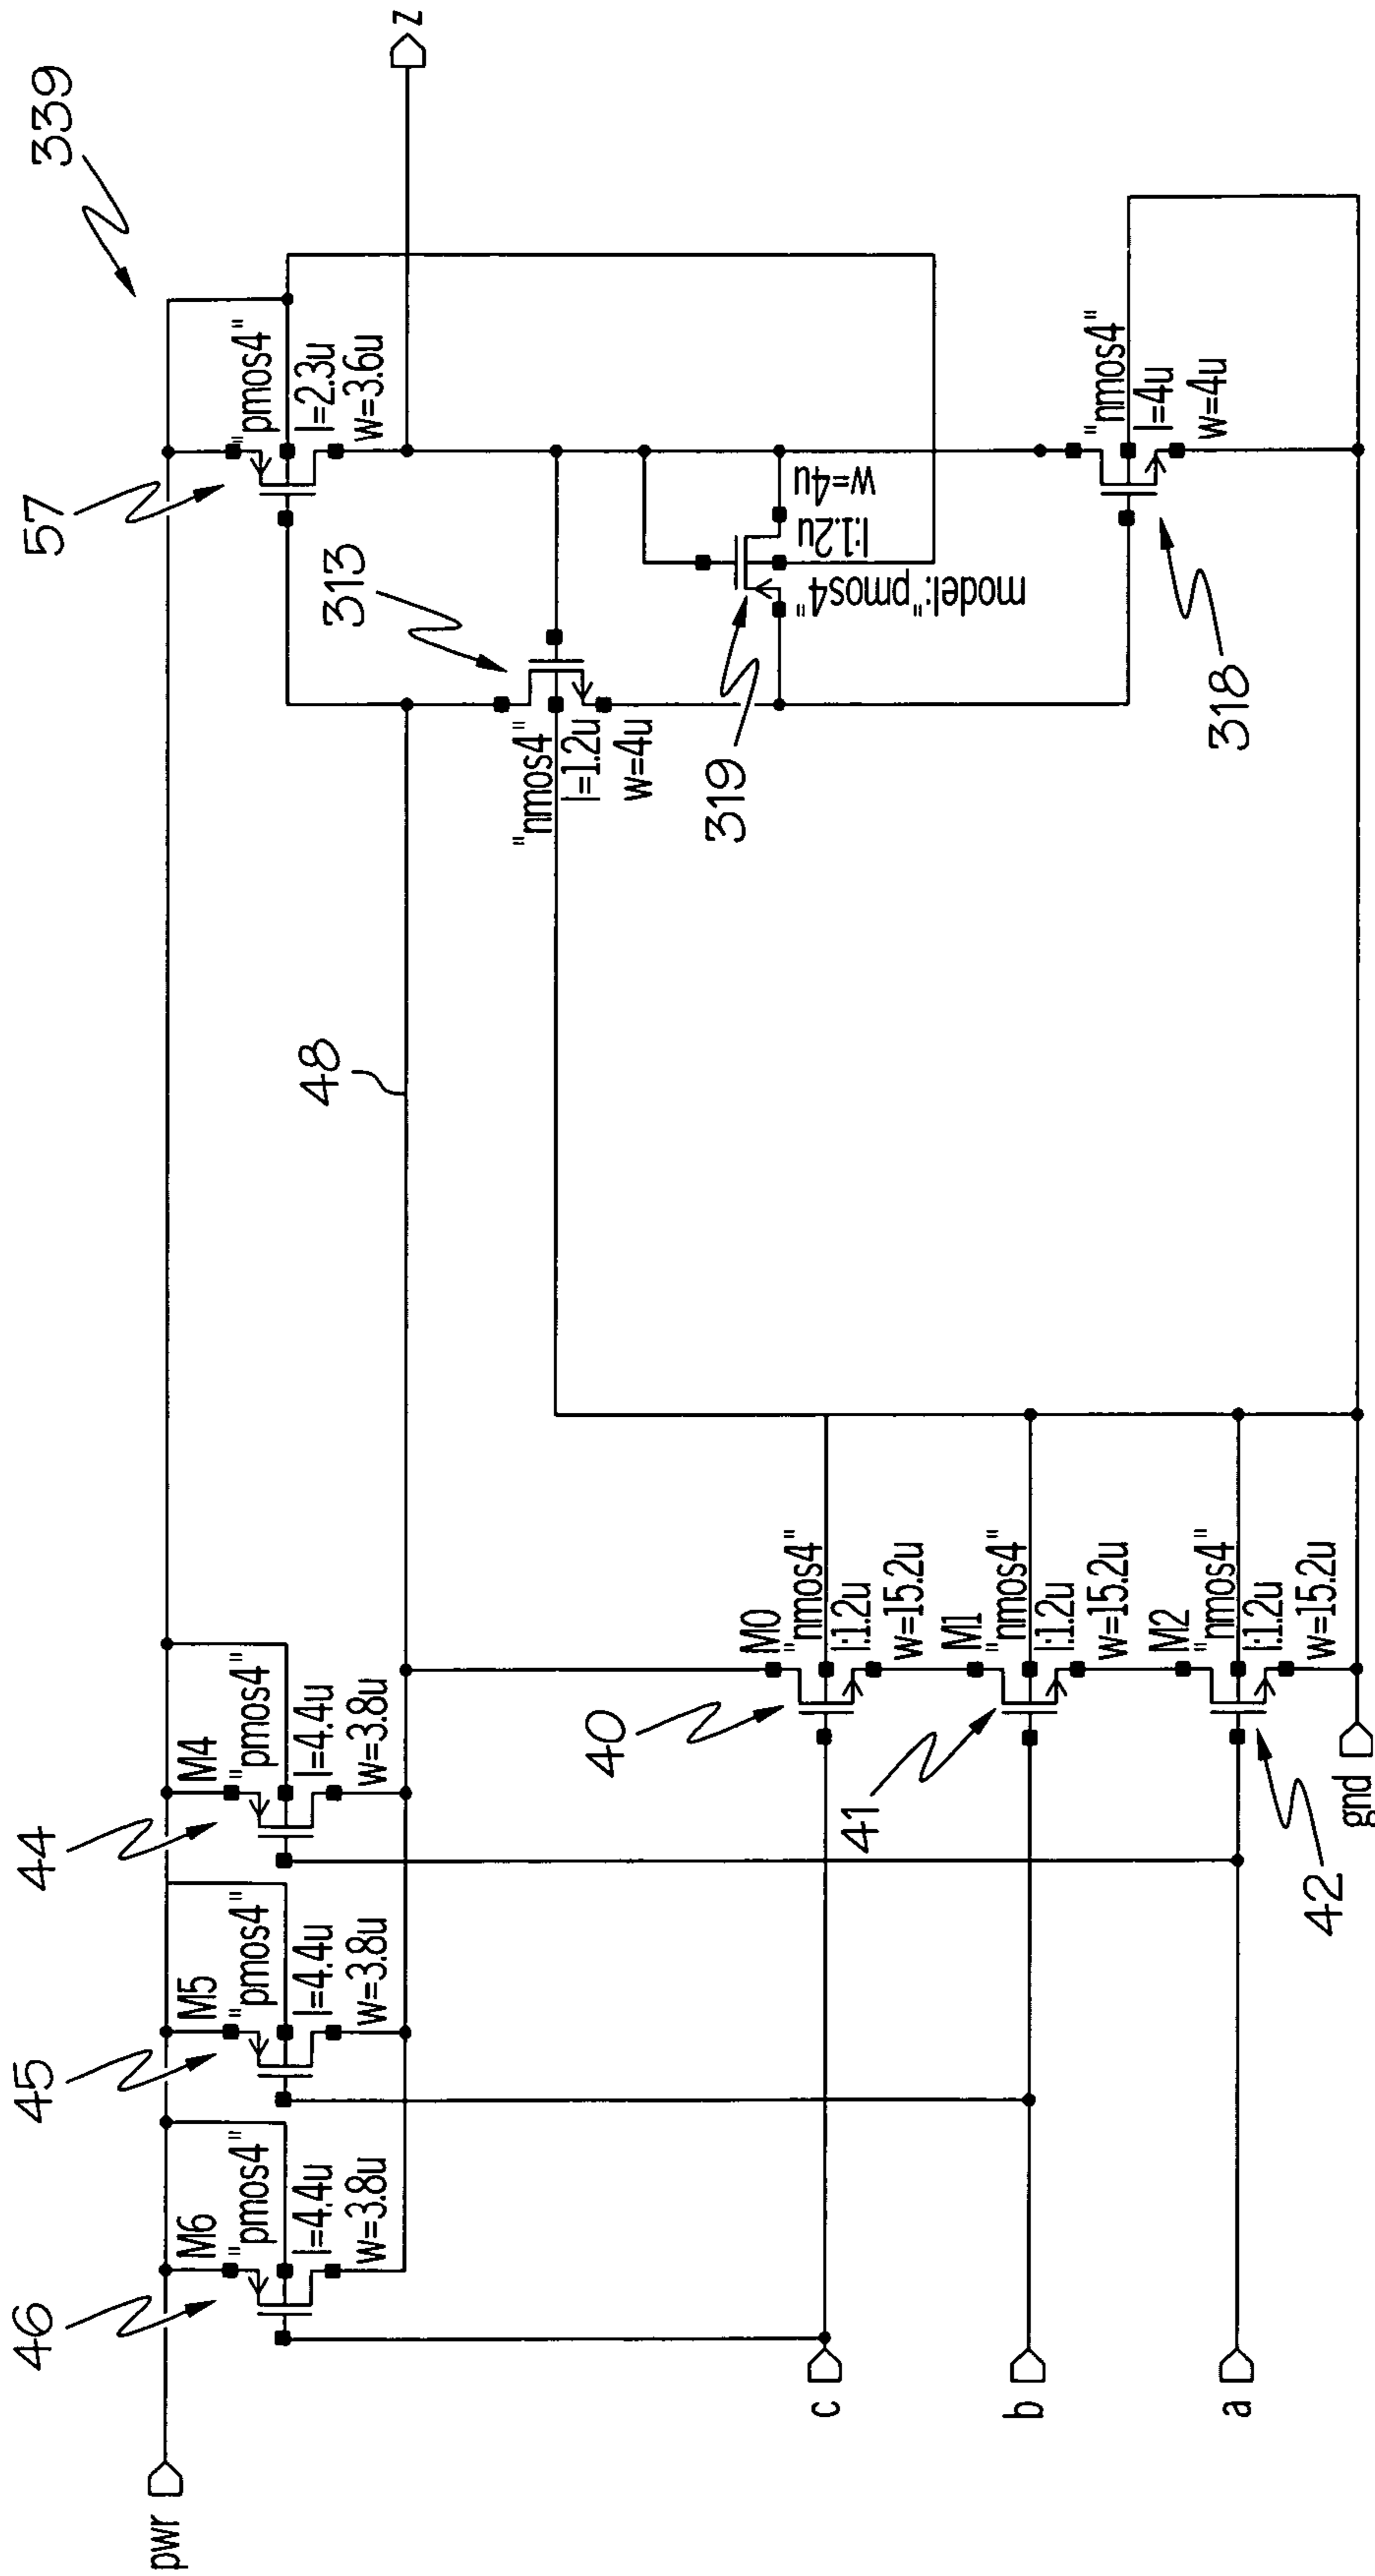 339
46
45
44
57
pwr
M6
"pmos4"
l=4.4u
w=3.8u
M5
"pmos4"
l=4.4u
w=3.8u
M4
"pmos4"
l=4.4u
w=3.8u
"pmos4"
l=2.3u
w=3.6u
z
48
313
"nmos4"
l=1.2u
w=4u
w=4u
l:1.2u
model:"pmos4"
319
c
40
M0
"nmos4"
l:1.2u
w=15.2u
b
41
M1
"nmos4"
l:1.2u
w=15.2u
a
42
M2
"nmos4"
l:1.2u
w=15.2u
318
"nmos4"
l=4u
w=4u
gnd